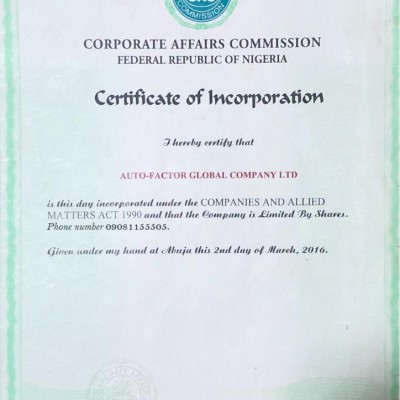 COMMISSION
CORPORATE AFFAIRS COMMISSION
FEDERAL REPUBLIC OF NIGERIA
Certificate of Incorporation
I hereby certify that
AUTO-FACTOR GLOBAL COMPANY LTD
is this day incorporated under the COMPANIES AND ALLIED
MATTERS ACT 1990 and that the Company is Limited By Shares.
Phone number 09081155505.
Given under my hand at Abuja this 2nd day of March, 2016.